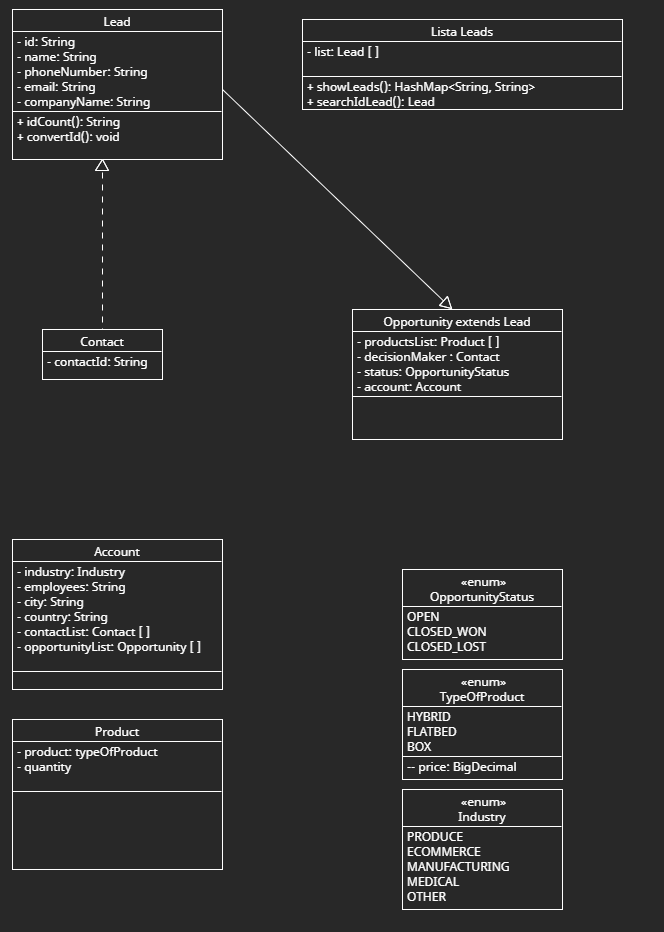 Lead
- id: String
- name: String
- phoneNumber: String
- email: String
- companyName: String
+ idCount(): String
+ convertId(): void
Lista Leads
- list: Lead [ ]
+ showLeads(): HashMap<String, String>
+ searchIdLead(): Lead
Contact
- contactId: String
Opportunity extends Lead
- productsList: Product [ ]
- decisionMaker : Contact
- status: OpportunityStatus
- account: Account
Account
- industry: Industry
- employees: String
- city: String
- country: String
- contactList: Contact [ ]
- opportunityList: Opportunity [ ]
«enum»
OpportunityStatus
OPEN
CLOSED_WON
CLOSED_LOST
«enum»
TypeOfProduct
HYBRID
FLATBED
BOX
-- price: BigDecimal
Product
- product: typeOfProduct
- quantity
«enum»
Industry
PRODUCE
ECOMMERCE
MANUFACTURING
MEDICAL
OTHER